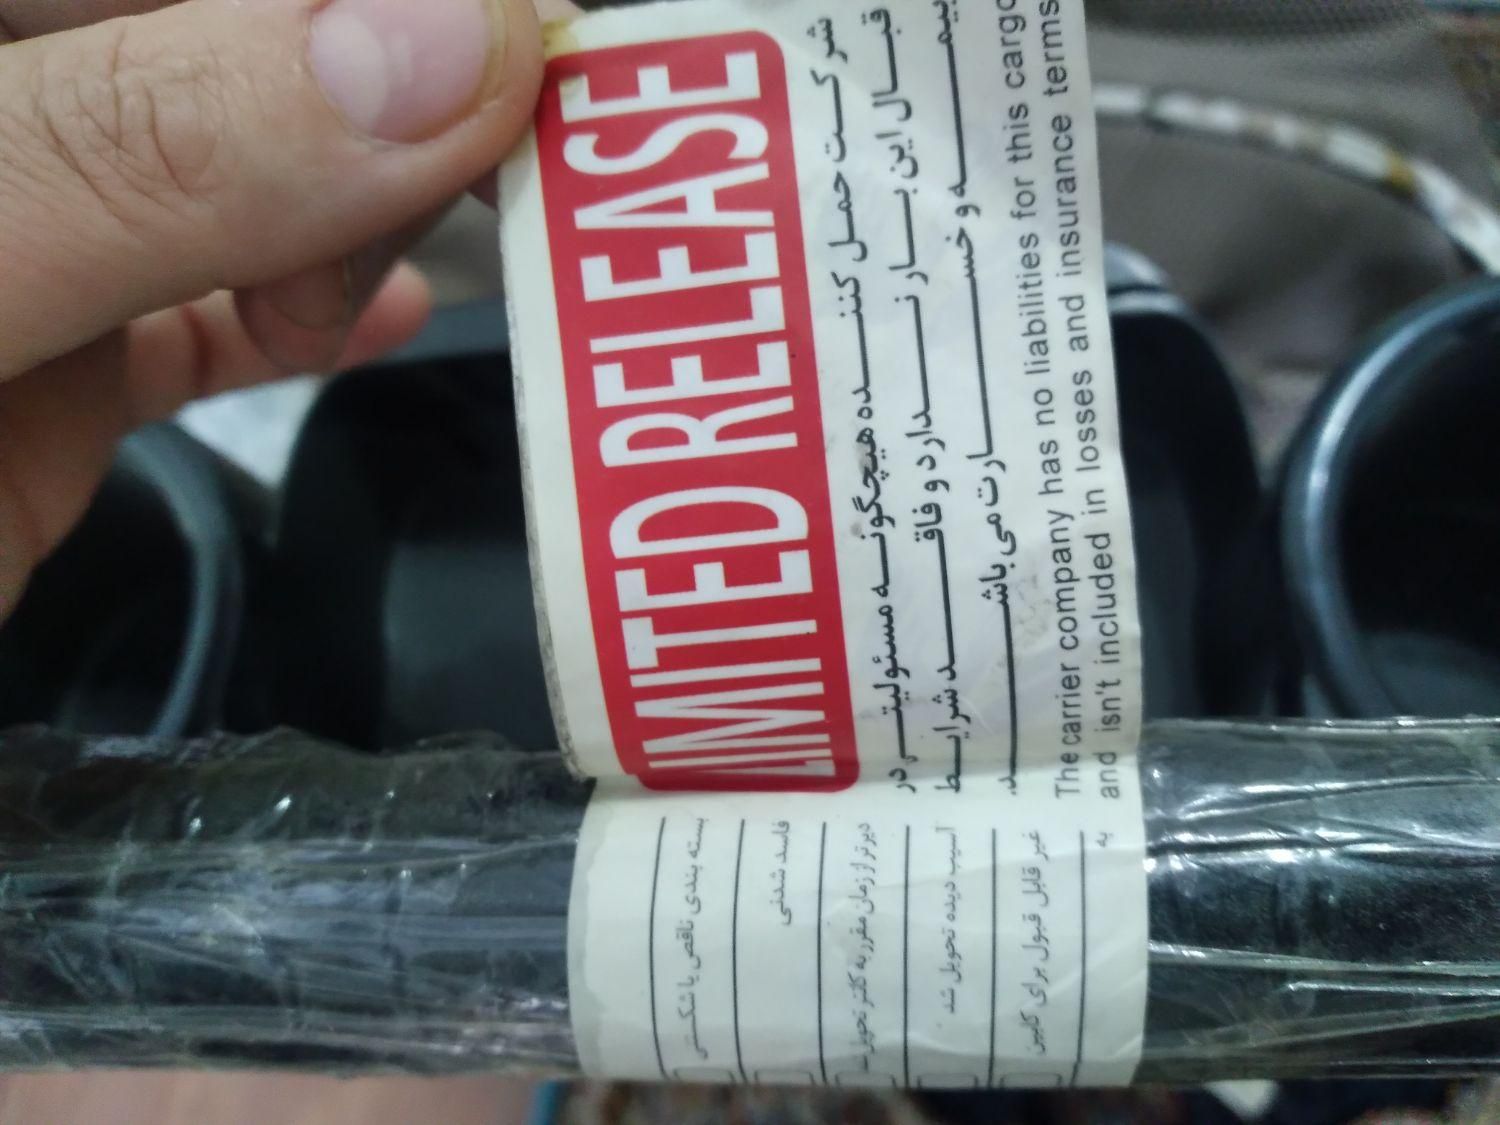 LIMITED RELEASE
شرکت حمل کننده هیچگونه مسئولیتی در
قبال این بار ندارد و فاقد شرایط
بیمه و خسارت می باشد.
The carrier company has no liabilities for this cargo
and isn't included in losses and insurance terms
بسته بندی ناقص یا شکستنی
فاسد شدنی
دیرتر از زمان مقرر به کانتر تحویل
آسیب دیده تحویل شد
غیر قابل قبول برای کابین
به